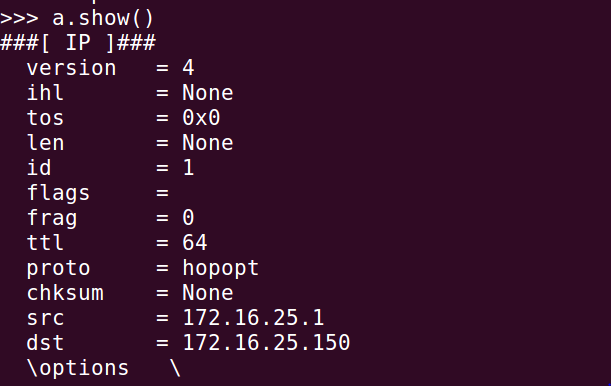 >>> a.show()
###[ IP ]###
  version   = 4
  ihl       = None
  tos       = 0x0
  len       = None
  id        = 1
  flags     =
  frag      = 0
  ttl       = 64
  proto     = hopopt
  chksum    = None
  src       = 172.16.25.1
  dst       = 172.16.25.150
  \options   \